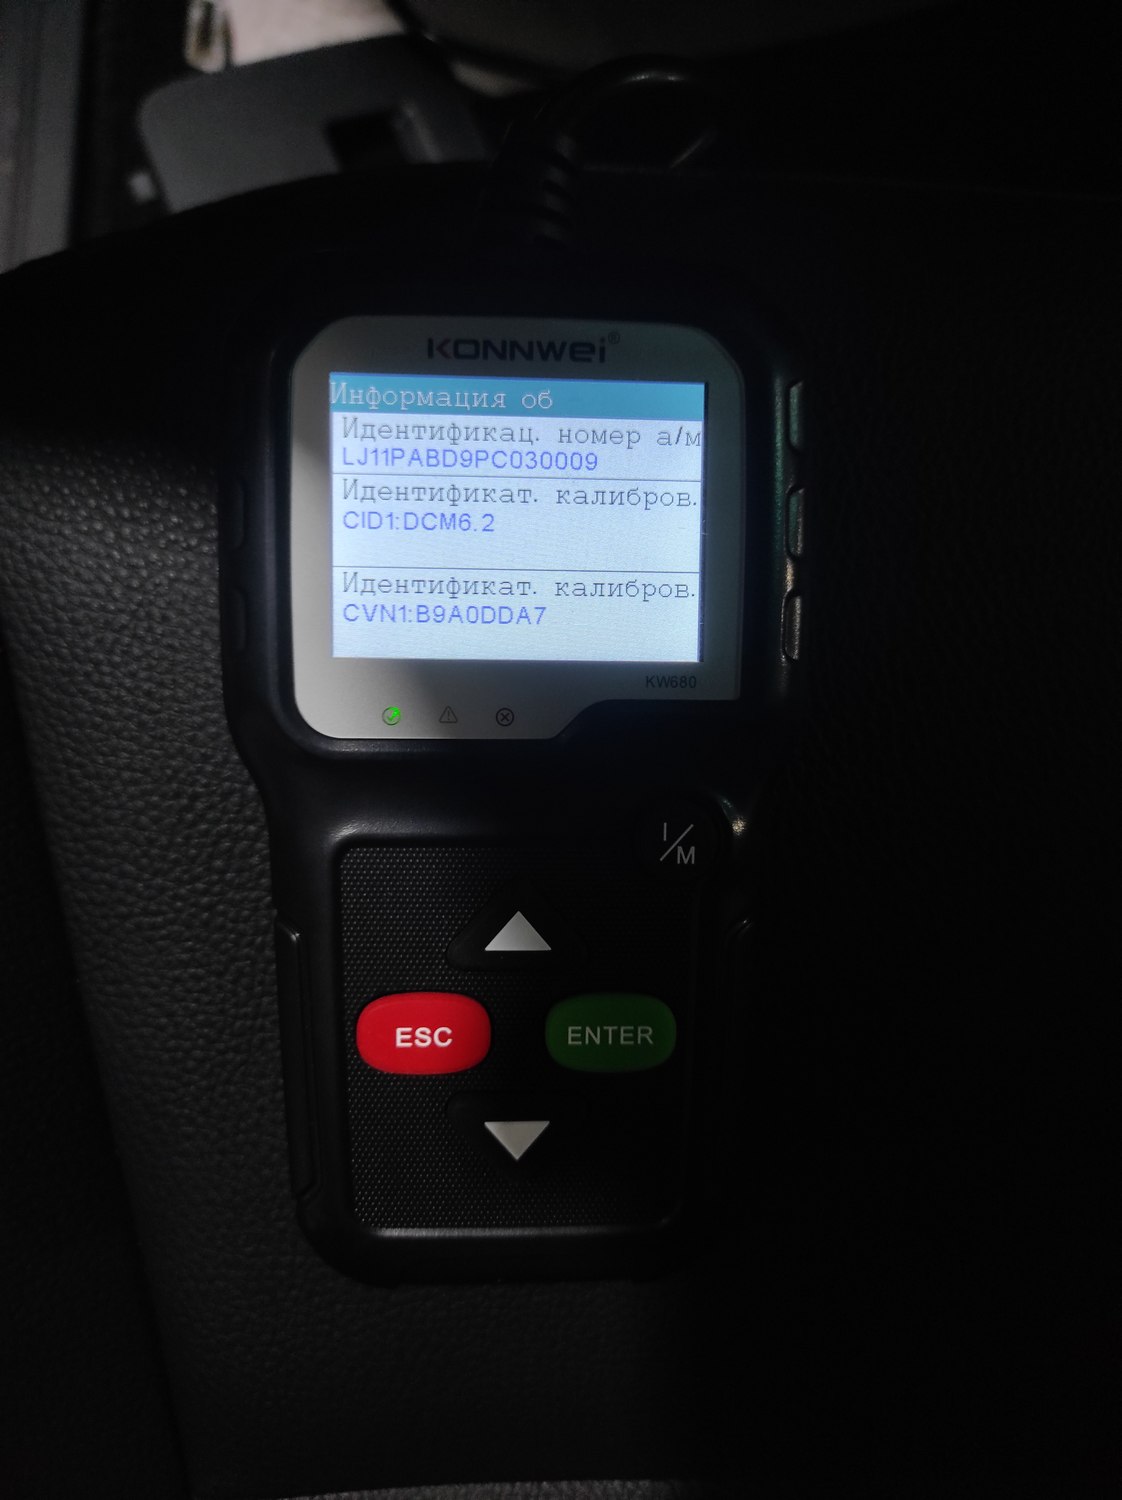 KONNWEI®
Информация об
Идентификац. номер а/м
LJ11PABD9PC030009
Идентификат. калибров.
CID1:DCM6.2
Идентификат. калибров.
CVN1:B9A0DDA7
KW680
I/M
ESC
ENTER